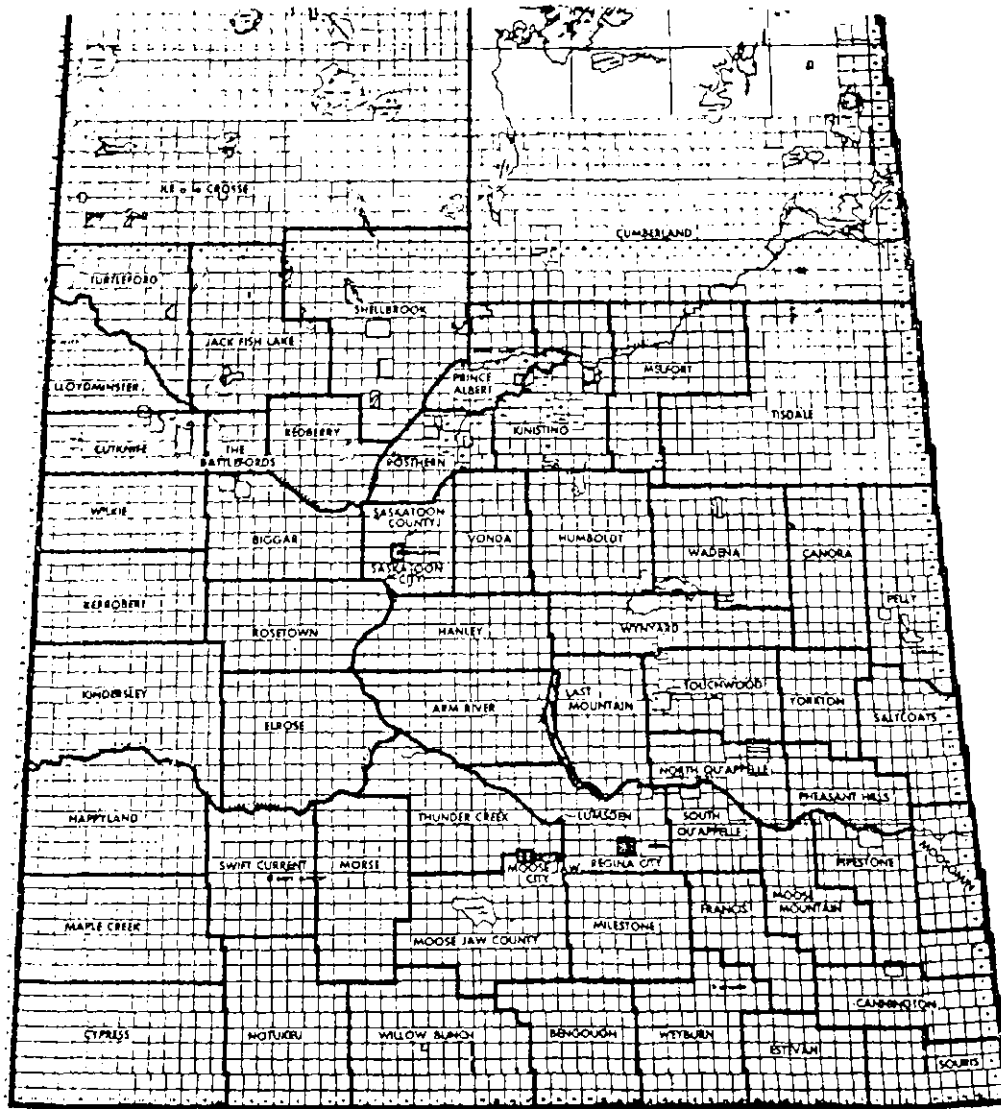 ILE a la CROSSE
CUMBERLAND
TURTLEFORD
SHELLBROOK
JACK FISH LAKE
LLOYDMINSTER
PRINCE
ALBERT
MELFORT
TISDALE
CUTKNIFE
THE
BATTLEFORDS
REDBERRY
ROSTHERN
KINISTINO
WILKIE
BIGGAR
SASKATOON
COUNTY
SASKATOON
CITY
VONDA
HUMBOLDT
WADENA
CANORA
PELLY
KERROBERT
ROSETOWN
HANLEY
WYNYARD
KINDERSLEY
ELROSE
ARM RIVER
LAST
MOUNTAIN
TOUCHWOOD
YORKTON
SALTCOATS
NORTH QU'APPELLE
PHEASANT HILLS
HAPPYLAND
SWIFT CURRENT
MORSE
THUNDER CREEK
MOOSE JAW
CITY
LUMSDEN
REGINA CITY
SOUTH
QU'APPELLE
PIPESTONE
MOOSOMIN
MAPLE CREEK
MOOSE JAW COUNTY
MILESTONE
FRANCIS
MOOSE
MOUNTAIN
CANNINGTON
CYPRESS
NOTUKEU
WILLOW BUNCH
BENGOUGH
WEYBURN
ESTEVAN
SOURIS